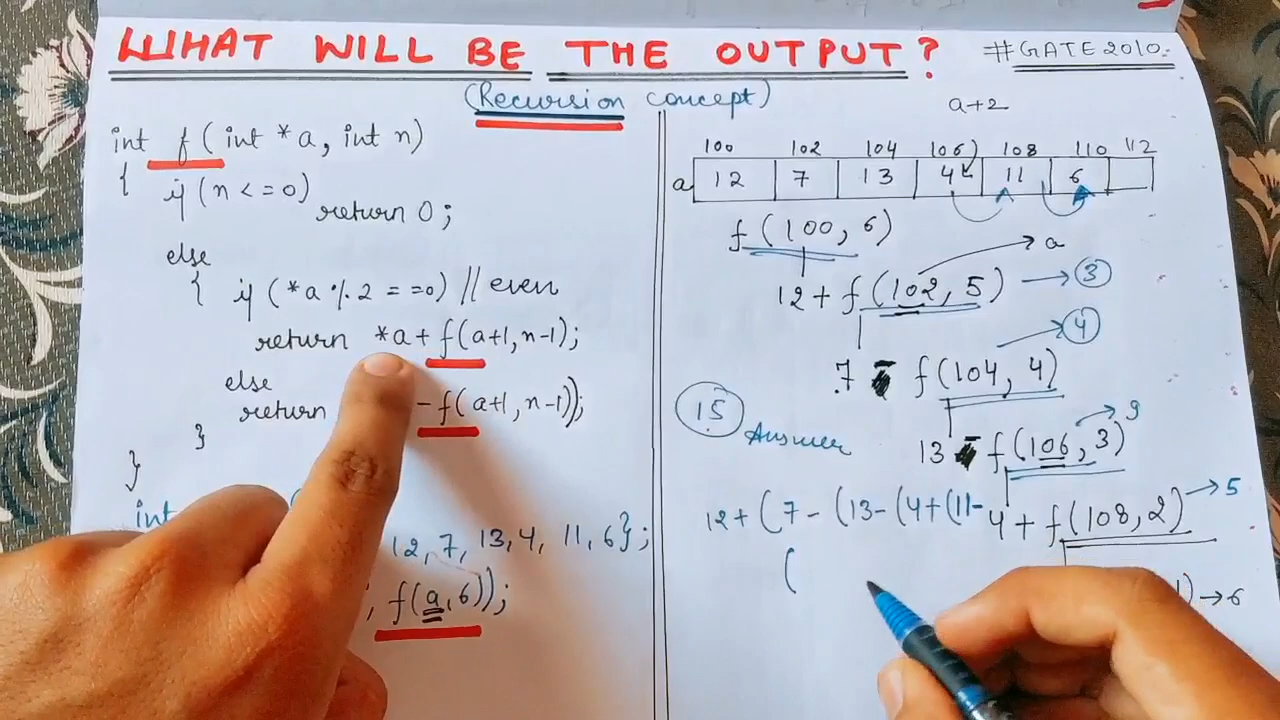 WHAT WILL BE THE OUTPUT?
#GATE2010.
(Recursion concept)
int f(int *a, int n)
{ if (n <= 0)
return 0;
else
{ if (*a % 2 == 0) // even
return *a + f(a+1, n-1);
else
return - f(a+1, n-1));
}
}
int
12, 7, 13, 4, 11, 6};
, f(a, 6));
a+2
100 102 104 106 108 110 112
a 12 7 13 4 11 6
f(100, 6)
12 + f(102, 5) → 3
→ a
7 - f(104, 4) → 4
13 - f(106, 3)
4 + f(108, 2) → 5
) → 6
15 Answer
12 + (7 - (13 - (4 + (11 -
(